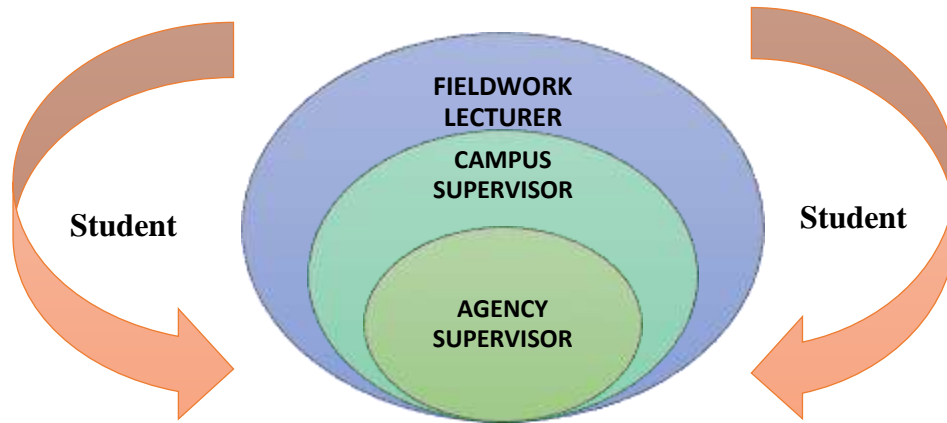 FIELDWORK
LECTURER
CAMPUS
SUPERVISOR
Student
Student
AGENCY
SUPERVISOR